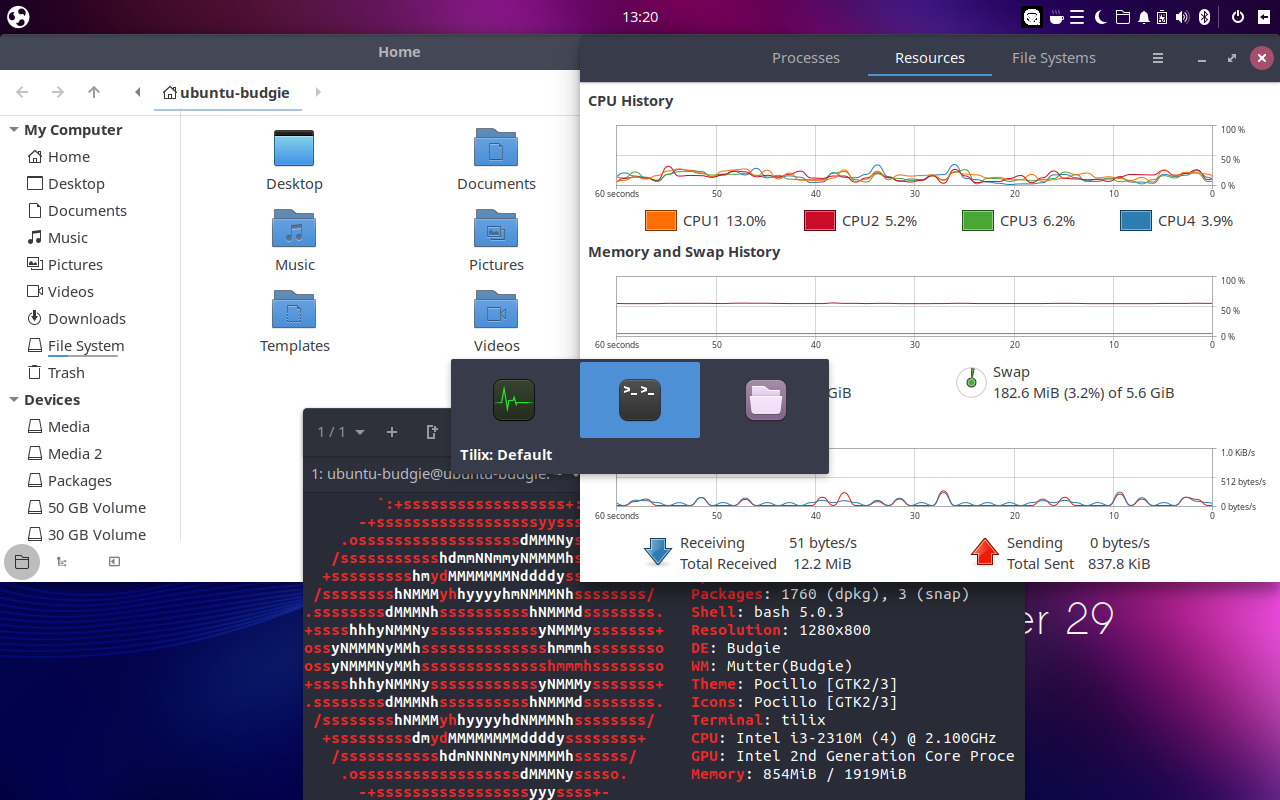 13:20
Home
ubuntu-budgie
My Computer
Home
Desktop
Documents
Music
Pictures
Videos
Downloads
File System
Trash
Devices
Media
Media 2
Packages
50 GB Volume
30 GB Volume
Desktop
Documents
Music
Pictures
Templates
Videos
Processes
Resources
File Systems
CPU History
100 %
50 %
0 %
60 seconds
50
40
30
20
10
0
CPU1 13.0%
CPU2 5.2%
CPU3 6.2%
CPU4 3.9%
Memory and Swap History
100 %
50 %
0 %
60 seconds
50
40
30
20
10
0
GiB
Swap
182.6 MiB (3.2%) of 5.6 GiB
1.0 KiB/s
512 bytes/s
0 bytes/s
60 seconds
50
40
30
20
10
0
Receiving 51 bytes/s
Total Received 12.2 MiB
Sending 0 bytes/s
Total Sent 837.8 KiB
>_ >_
Tilix: Default
1 / 1
1: ubuntu-budgie@ubuntu-budgie: ~
`:+ssssssssssssssssss+:
-+ssssssssssssssssssyyssss
.ossssssssssssssssssdMMMNys
/ssssssssssshdmmNNmmyNMMMMhs
+ssssssssshmydMMMMMMMNddddyss
/sssssssshNMMMyhhyyyyhmNMMMNhssssssss/
.ssssssssdMMMNhsssssssssshNMMMdssssssss.
+sssshhhyNMMNyssssssssssssyNMMMysssssss+
ossyNMMMNyMMhsssssssssssssshmmmhssssssso
ossyNMMMNyMMhsssssssssssssshmmmhssssssso
+sssshhhyNMMNyssssssssssssyNMMMysssssss+
.ssssssssdMMMNhsssssssssshNMMMdssssssss.
/sssssssshNMMMyhhyyyyhdNMMMNhssssssss/
+sssssssssdmydMMMMMMMMddddyssssssss+
/ssssssssssshdmNNNNmyNMMMMhssssss/
.ossssssssssssssssssdMMMNysssso.
-+sssssssssssssssssyyyssss+-
Packages: 1760 (dpkg), 3 (snap)
Shell: bash 5.0.3
Resolution: 1280x800
DE: Budgie
WM: Mutter(Budgie)
Theme: Pocillo [GTK2/3]
Icons: Pocillo [GTK2/3]
Terminal: tilix
CPU: Intel i3-2310M (4) @ 2.100GHz
GPU: Intel 2nd Generation Core Proce
Memory: 854MiB / 1919MiB
er 29